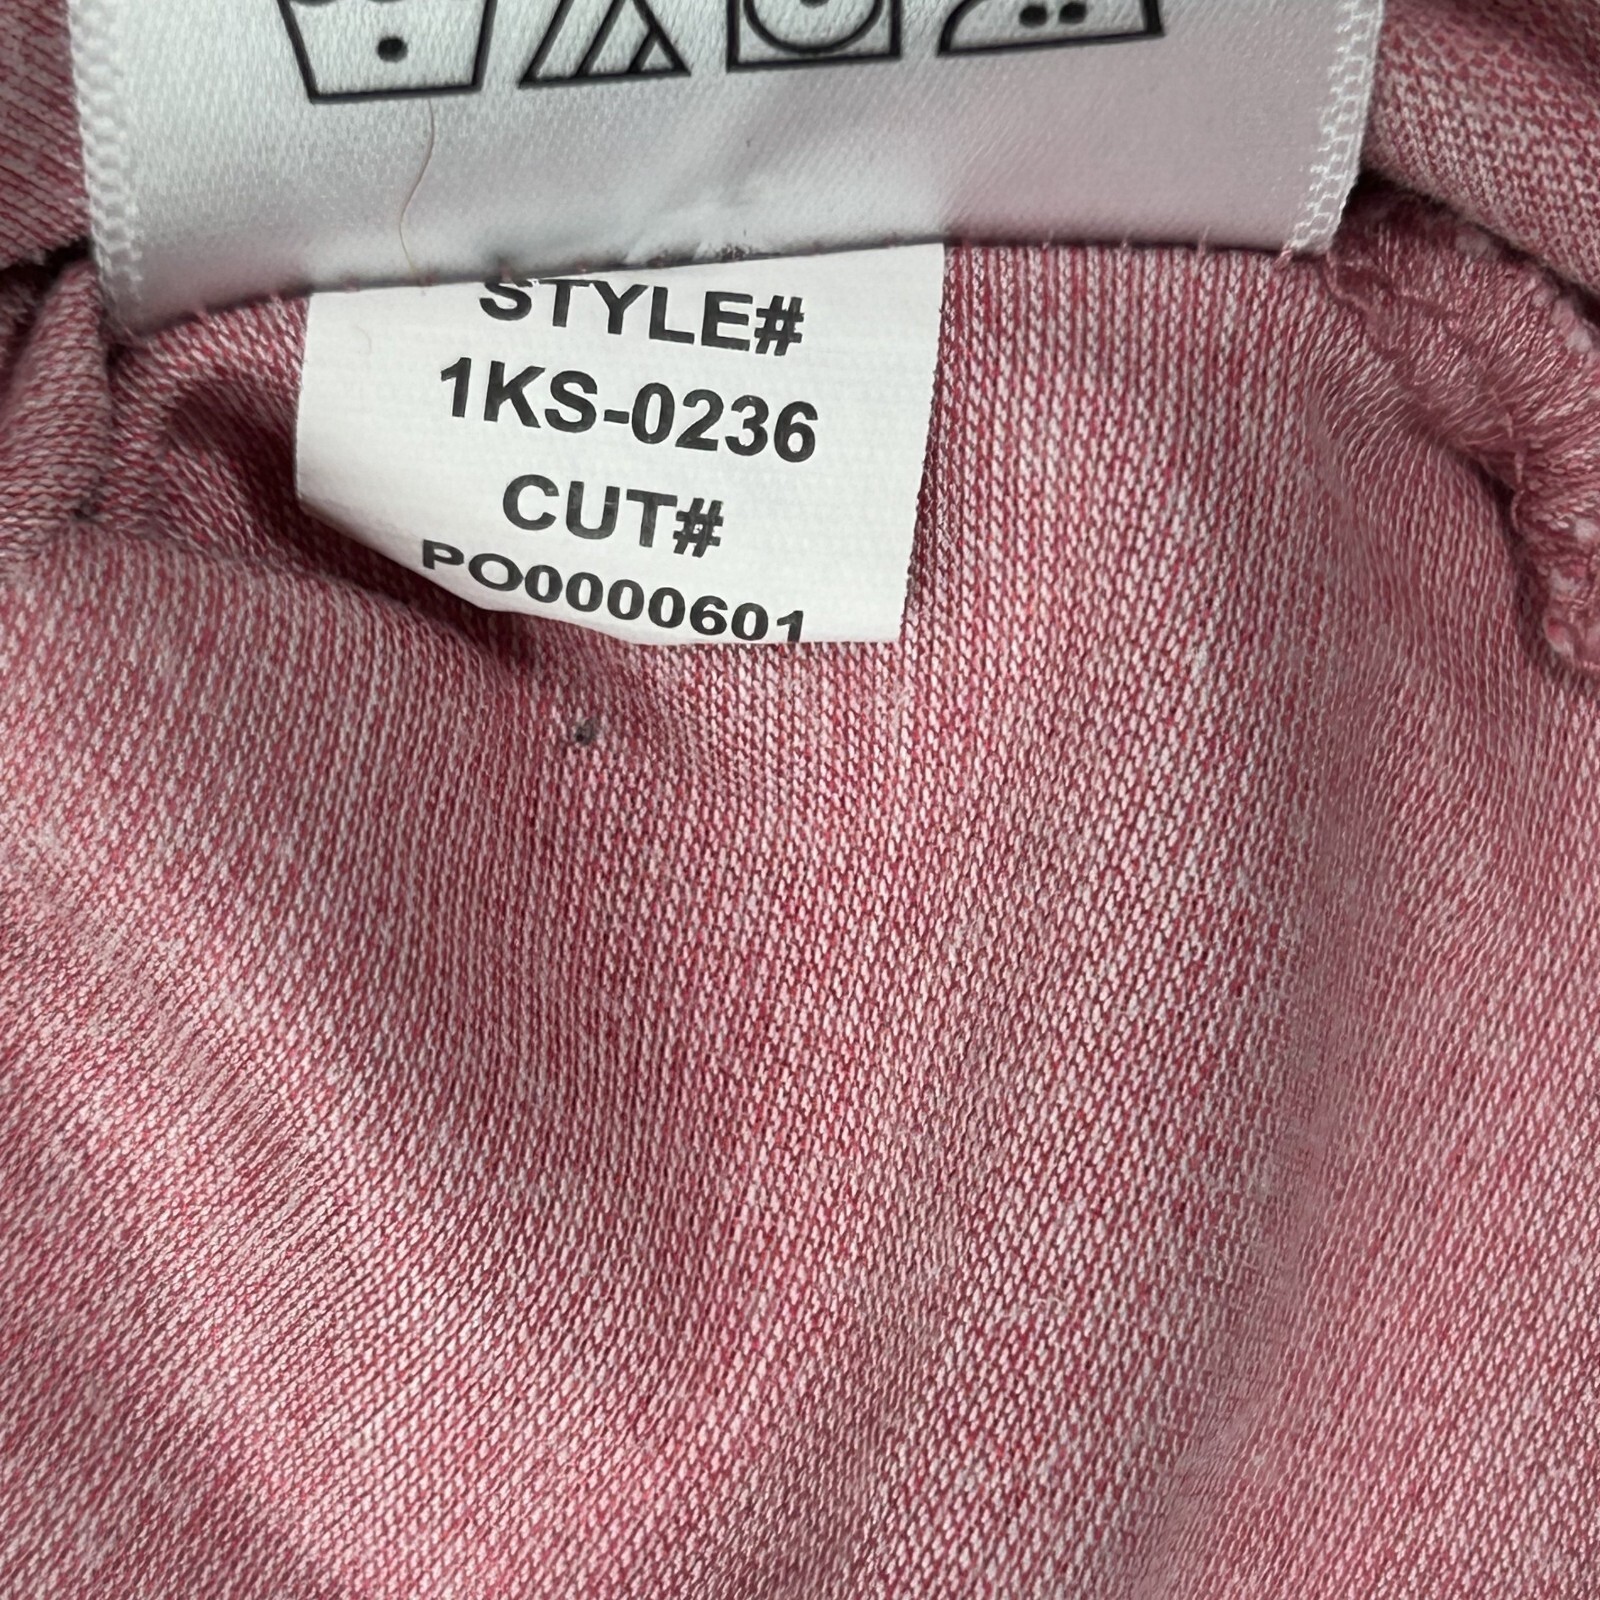 STYLE#
1KS-0236
CUT#
PO0000601